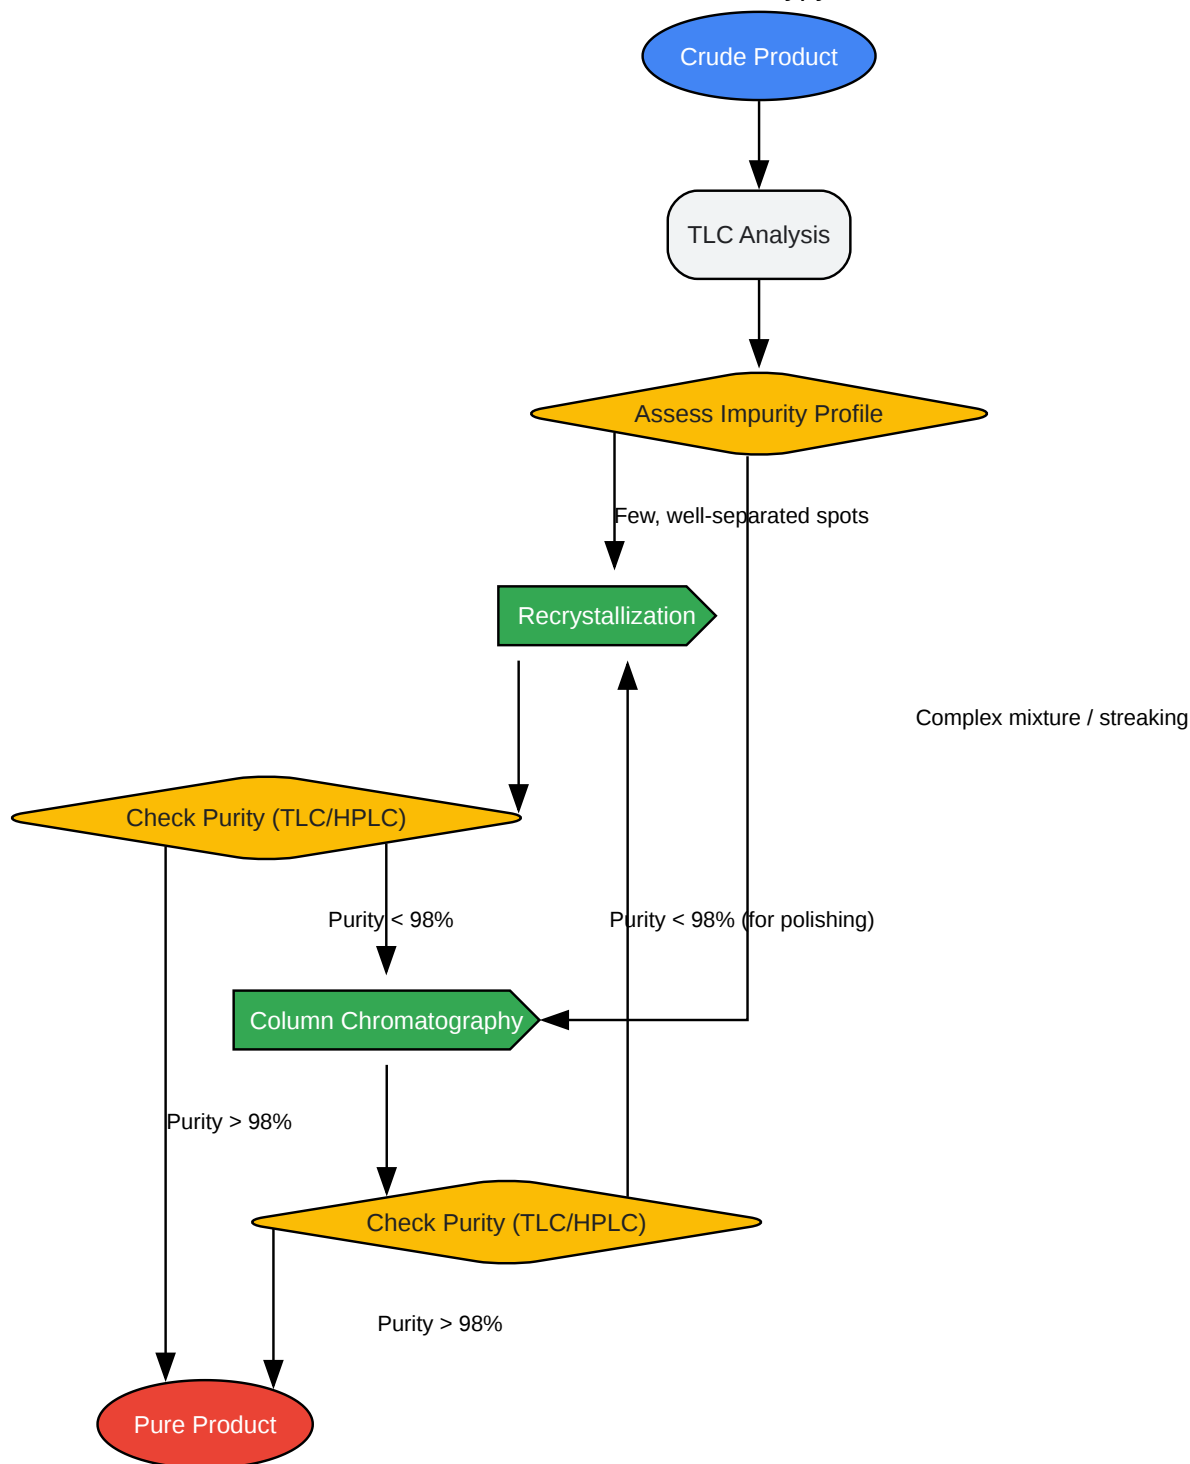 Crude Product
TLC Analysis
Assess Impurity Profile
Few, well-separated spots
Recrystallization
Complex mixture / streaking
Check Purity (TLC/HPLC)
Purity < 98%
Purity < 98% (for polishing)
Column Chromatography
Purity > 98%
Check Purity (TLC/HPLC)
Purity > 98%
Pure Product